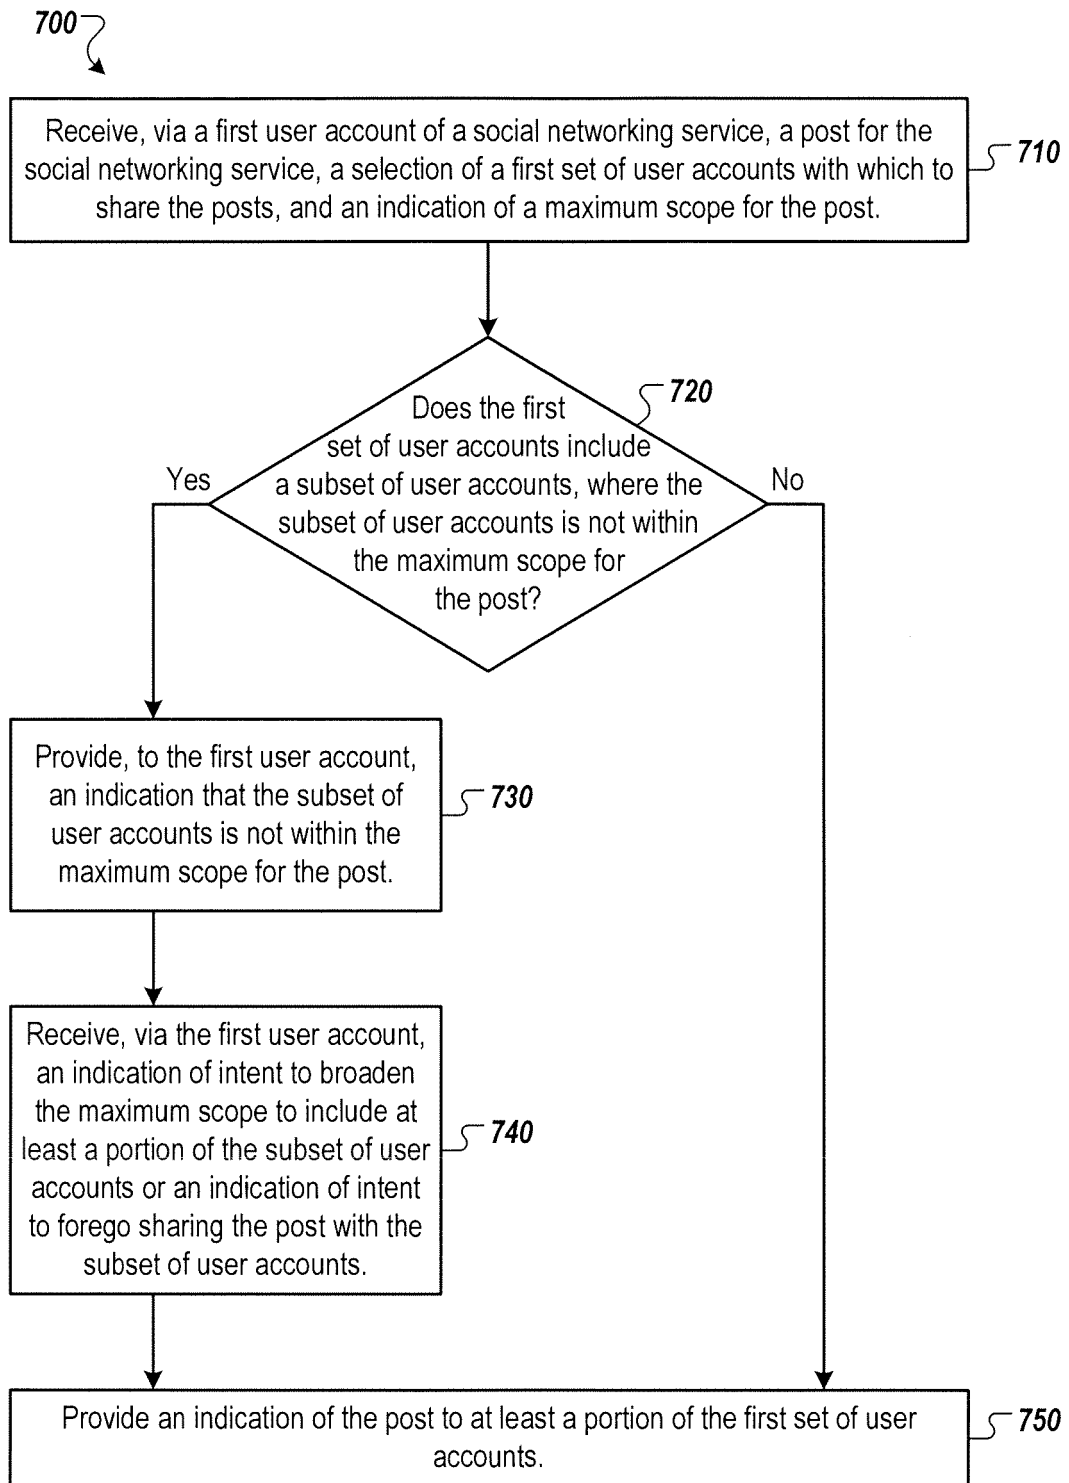 700
Receive, via a first user account of a social networking service, a post for the
social networking service, a selection of a first set of user accounts with which to
share the posts, and an indication of a maximum scope for the post.
710
720
Does the first
set of user accounts include
a subset of user accounts, where the
subset of user accounts is not within
the maximum scope for
the post?
Yes
No
Provide, to the first user account,
an indication that the subset of
user accounts is not within the
maximum scope for the post.
730
Receive, via the first user account,
an indication of intent to broaden
the maximum scope to include at
least a portion of the subset of user
accounts or an indication of intent
to forego sharing the post with the
subset of user accounts.
740
Provide an indication of the post to at least a portion of the first set of user
accounts.
750